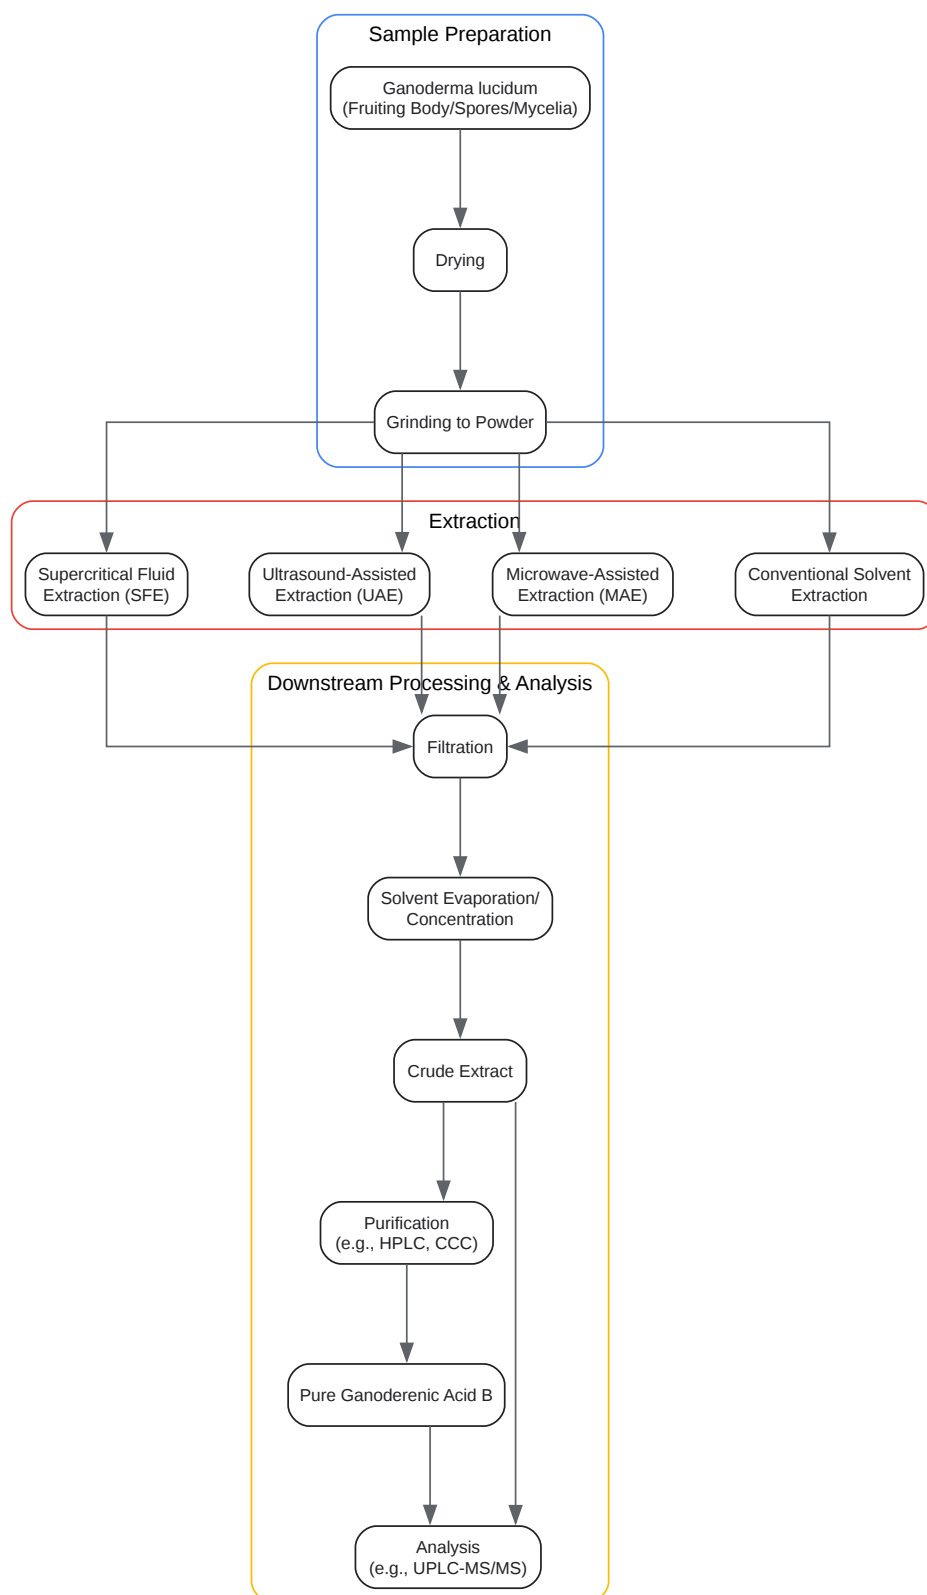 Sample Preparation
Ganoderma lucidum
(Fruiting Body/Spores/Mycelia)
Drying
Grinding to Powder
Extraction
Supercritical Fluid
Extraction (SFE)
Ultrasound-Assisted
Extraction (UAE)
Microwave-Assisted
Extraction (MAE)
Conventional Solvent
Extraction
Downstream Processing & Analysis
Filtration
Solvent Evaporation/
Concentration
Crude Extract
Purification
(e.g., HPLC, CCC)
Pure Ganoderenic Acid B
Analysis
(e.g., UPLC-MS/MS)